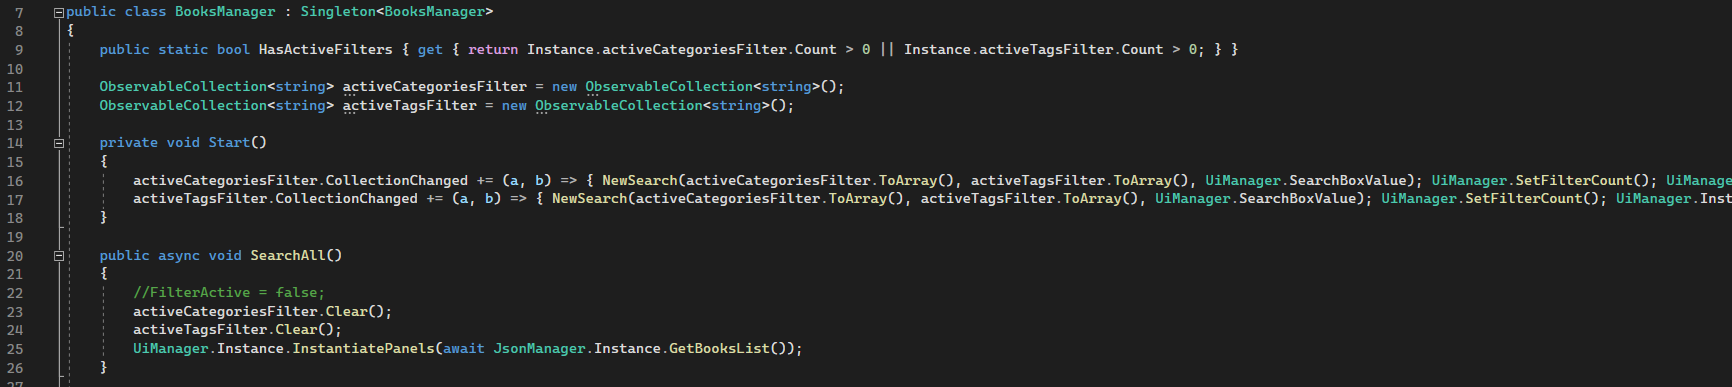 7 public class BooksManager : Singleton<BooksManager>
8 {
9 public static bool HasActiveFilters { get { return Instance.activeCategoriesFilter.Count > 0 || Instance.activeTagsFilter.Count > 0; } }
10
11 ObservableCollection<string> activeCategoriesFilter = new ObservableCollection<string>();
12 ObservableCollection<string> activeTagsFilter = new ObservableCollection<string>();
13
14 private void Start()
15 {
16 activeCategoriesFilter.CollectionChanged += (a, b) => { NewSearch(activeCategoriesFilter.ToArray(), activeTagsFilter.ToArray(), UiManager.SearchBoxValue); UiManager.SetFilterCount(); UiManage
17 activeTagsFilter.CollectionChanged += (a, b) => { NewSearch(activeCategoriesFilter.ToArray(), activeTagsFilter.ToArray(), UiManager.SearchBoxValue); UiManager.SetFilterCount(); UiManager.Inst
18 }
19
20 public async void SearchAll()
21 {
22 //FilterActive = false;
23 activeCategoriesFilter.Clear();
24 activeTagsFilter.Clear();
25 UiManager.Instance.InstantiatePanels(await JsonManager.Instance.GetBooksList());
26 }
27